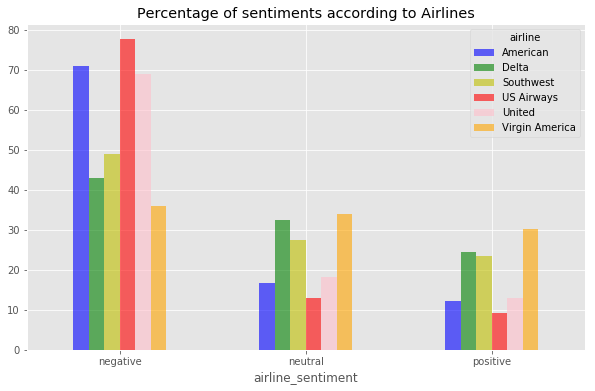 Percentage of sentiments according to Airlines
airline
American
Delta
Southwest
US Airways
United
Virgin America
80
70
60
50
40
30
20
10
0
negative neutral positive
airline_sentiment